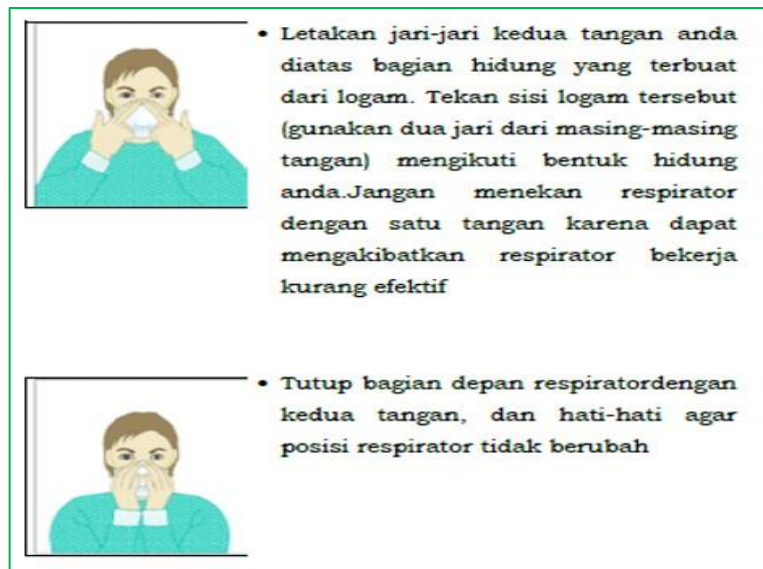 • Letakan jari-jari kedua tangan anda
diatas bagian hidung yang terbuat
dari logam. Tekan sisi logam tersebut
(gunakan dua jari dari masing-masing
tangan) mengikuti bentuk hidung
anda.Jangan menekan respirator
dengan satu tangan karena dapat
mengakibatkan respirator bekerja
kurang efektif
• Tutup bagian depan respiratordengan
kedua tangan, dan hati-hati agar
posisi respirator tidak berubah